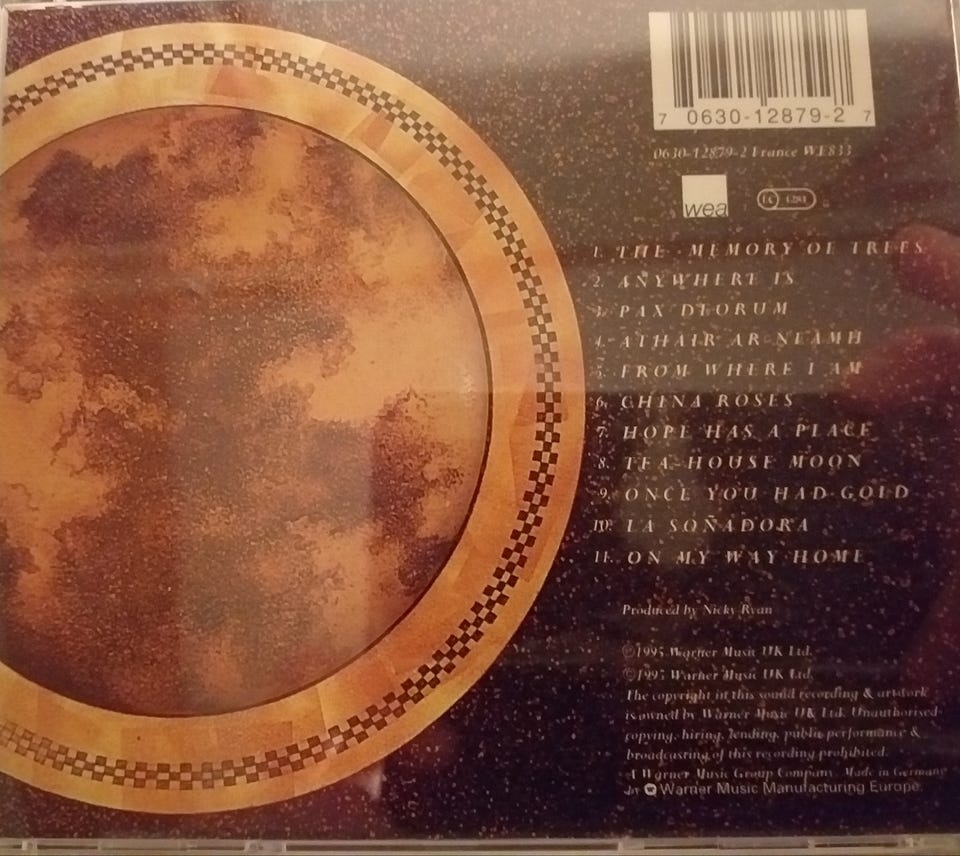 7 0630-12879-2 7
0630-12879-2 France WE833
wea
LC 4281
1. THE MEMORY OF TREES
2. ANYWHERE IS
3. PAX DEORUM
4. ATHAIR AR NEAMH
5. FROM WHERE I AM
6. CHINA ROSES
7. HOPE HAS A PLACE
8. TEA-HOUSE MOON
9. ONCE YOU HAD GOLD
10. LA SOÑADORA
11. ON MY WAY HOME
Produced by Nicky Ryan
℗1995 Warner Music UK Ltd.
©1995 Warner Music UK Ltd.
The copyright in this sound recording & artwork
is owned by Warner Music UK Ltd. Unauthorised
copying, hiring, lending, public performance &
broadcasting of this recording prohibited.
A Warner Music Group Company. Made in Germany
by Warner Music Manufacturing Europe.